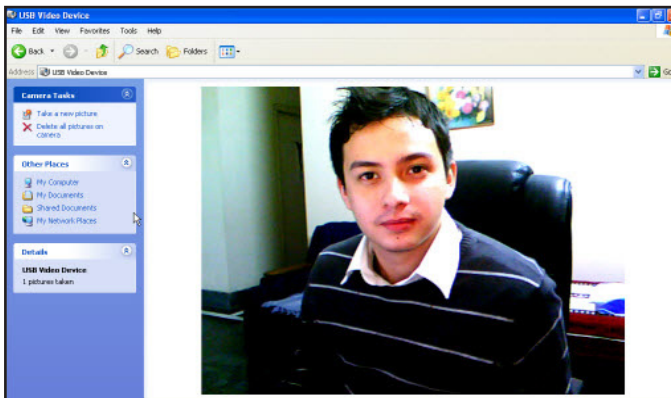 USB Video Device
File Edit View Favorites Tools Help
Back Search Folders
Address USB Video Device Go
Camera Tasks
Take a new picture
Delete all pictures on
camera
Other Places
My Computer
My Documents
Shared Documents
My Network Places
Details
USB Video Device
1 pictures taken